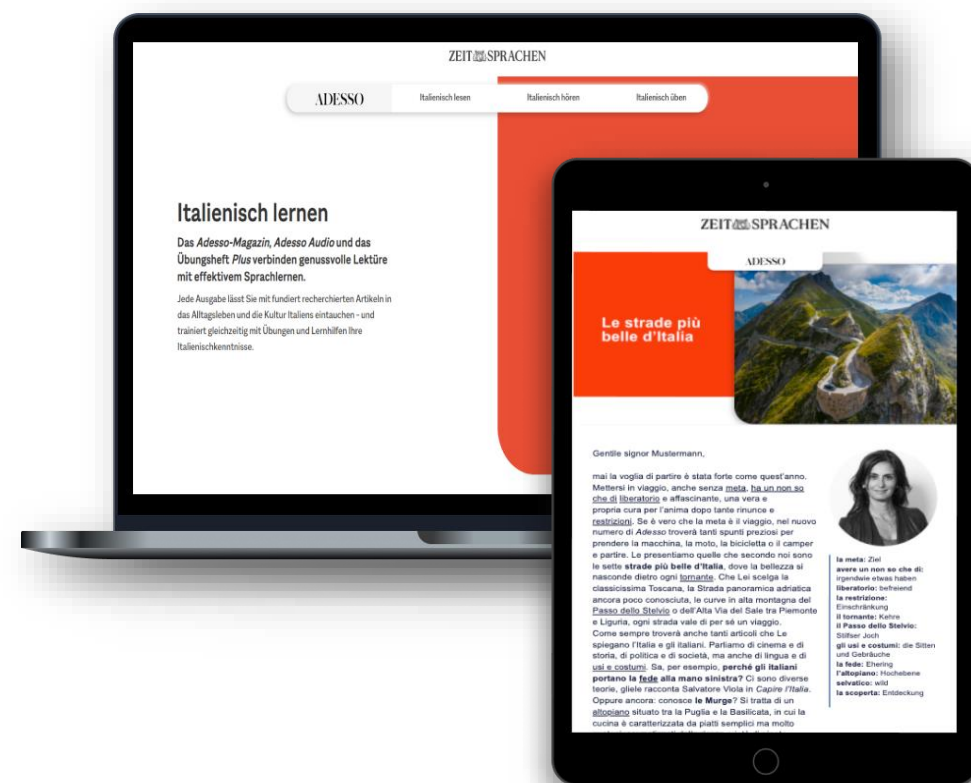 ZEIT SPRACHEN
ADESSO
Italienisch lesen
Italienisch hören
Italienisch üben
Italienisch lernen
Das Adesso-Magazin, Adesso Audio und das
Übungsheft Plus verbinden genussvolle Lektüre
mit effektivem Sprachlernen.
Jede Ausgabe lässt Sie mit fundiert recherchierten Artikeln in
das Alltagsleben und die Kultur Italiens eintauchen – und
trainiert gleichzeitig mit Übungen und Lernhilfen Ihre
Italienischkenntnisse.
ZEIT SPRACHEN
ADESSO
Le strade più
belle d'Italia
Gentile signor Mustermann,
mai la voglia di partire è stata forte come quest'anno.
Mettersi in viaggio, anche senza meta, ha un non so
che di liberatorio e affascinante, una vera e
propria cura per l'anima dopo tante rinunce e
restrizioni. Se è vero che la meta è il viaggio, nel nuovo
numero di Adesso troverà tanti spunti preziosi per
prendere la macchina, la moto, la bicicletta o il camper
e partire. Le presentiamo quelle che secondo noi sono
le sette strade più belle d'Italia, dove la bellezza si
nasconde dietro ogni tornante. Che Lei scelga la
classicissima Toscana, la Strada panoramica adriatica
ancora poco conosciuta, le curve in alta montagna del
Passo dello Stelvio o dell'Alta Via del Sale tra Piemonte
e Liguria, ogni strada vale di per sé un viaggio.
Come sempre troverà anche tanti articoli che Le
spiegano l'Italia e gli italiani. Parliamo di cinema e di
storia, di politica e di società, ma anche di lingua e di
usi e costumi. Sa, per esempio, perché gli italiani
portano la fede alla mano sinistra? Ci sono diverse
teorie, gliele racconta Salvatore Viola in Capire l'Italia.
Oppure ancora: conosce le Murge? Si tratta di un
altopiano situato tra la Puglia e la Basilicata, in cui la
cucina è caratterizzata da piatti semplici ma molto
la meta: Ziel
avere un non so che di:
irgendwie etwas haben
liberatorio: befreiend
la restrizione:
Einschränkung
il tornante: Kehre
il Passo dello Stelvio:
Stilfser Joch
gli usi e costumi: die Sitten
und Gebräuche
la fede: Ehering
l'altopiano: Hochebene
selvatico: wild
la scoperta: Entdeckung